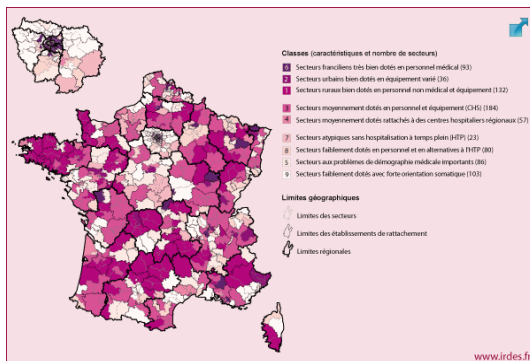 Classes (caractéristiques et nombre de secteurs)
6 Secteurs franciliens très bien dotés en personnel médical (93)
2 Secteurs urbains bien dotés en équipement varié (36)
1 Secteurs ruraux bien dotés en personnel non médical et équipement (132)
3 Secteurs moyennement dotés en personnel et équipement (CHS) (184)
4 Secteurs moyennement dotés rattachés à des centres hospitaliers régionaux (57)
7 Secteurs atypiques sans hospitalisation à temps plein (HTP) (23)
8 Secteurs faiblement dotés en personnel et en alternatives à l'HTP (80)
5 Secteurs aux problèmes de démographie médicale importants (86)
9 Secteurs faiblement dotés avec forte orientation somatique (103)
Limites géographiques
Limites des secteurs
Limites des établissements de rattachement
Limites régionales
www.irdes.fr